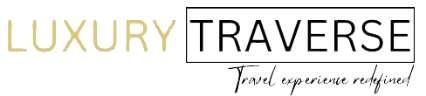 LUXURY TRAVERSE
Travel experience redefined